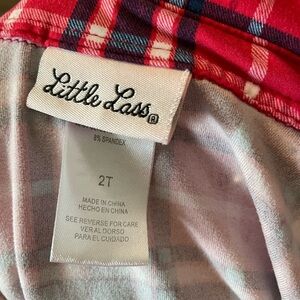 Little Lass®
8% SPANDEX
2T
MADE IN CHINA
HECHO EN CHINA
SEE REVERSE FOR CARE
VER AL DORSO
PARA EL CUIDADO